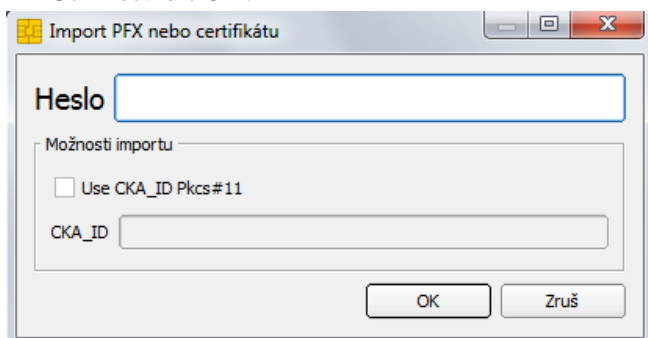 Import PFX nebo certifikátu
Heslo
Možnosti importu
Use CKA_ID Pkcs#11
CKA_ID
OK Zruš